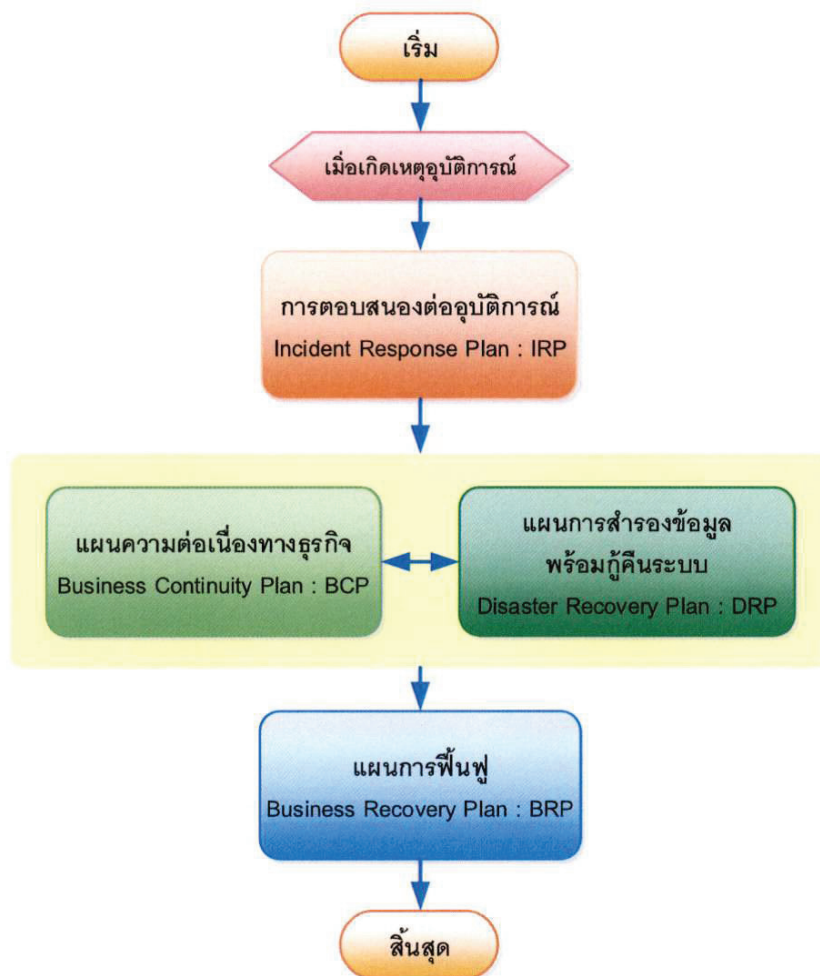 เริ่ม
เมื่อเกิดเหตุอุบัติการณ์
การตอบสนองต่ออุบัติการณ์
Incident Response Plan : IRP
แผนความต่อเนื่องทางธุรกิจ
Business Continuity Plan : BCP
แผนการสำรองข้อมูล
พร้อมกู้คืนระบบ
Disaster Recovery Plan : DRP
แผนการฟื้นฟู
Business Recovery Plan : BRP
สิ้นสุด